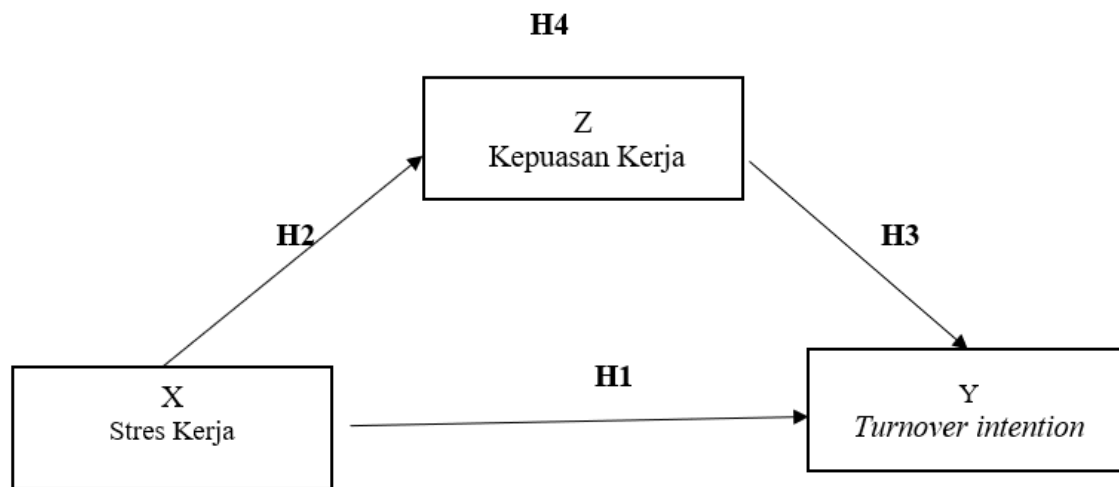 H4
Z
Kepuasan Kerja
H2
H3
H1
X
Stres Kerja
Y
Turnover intention